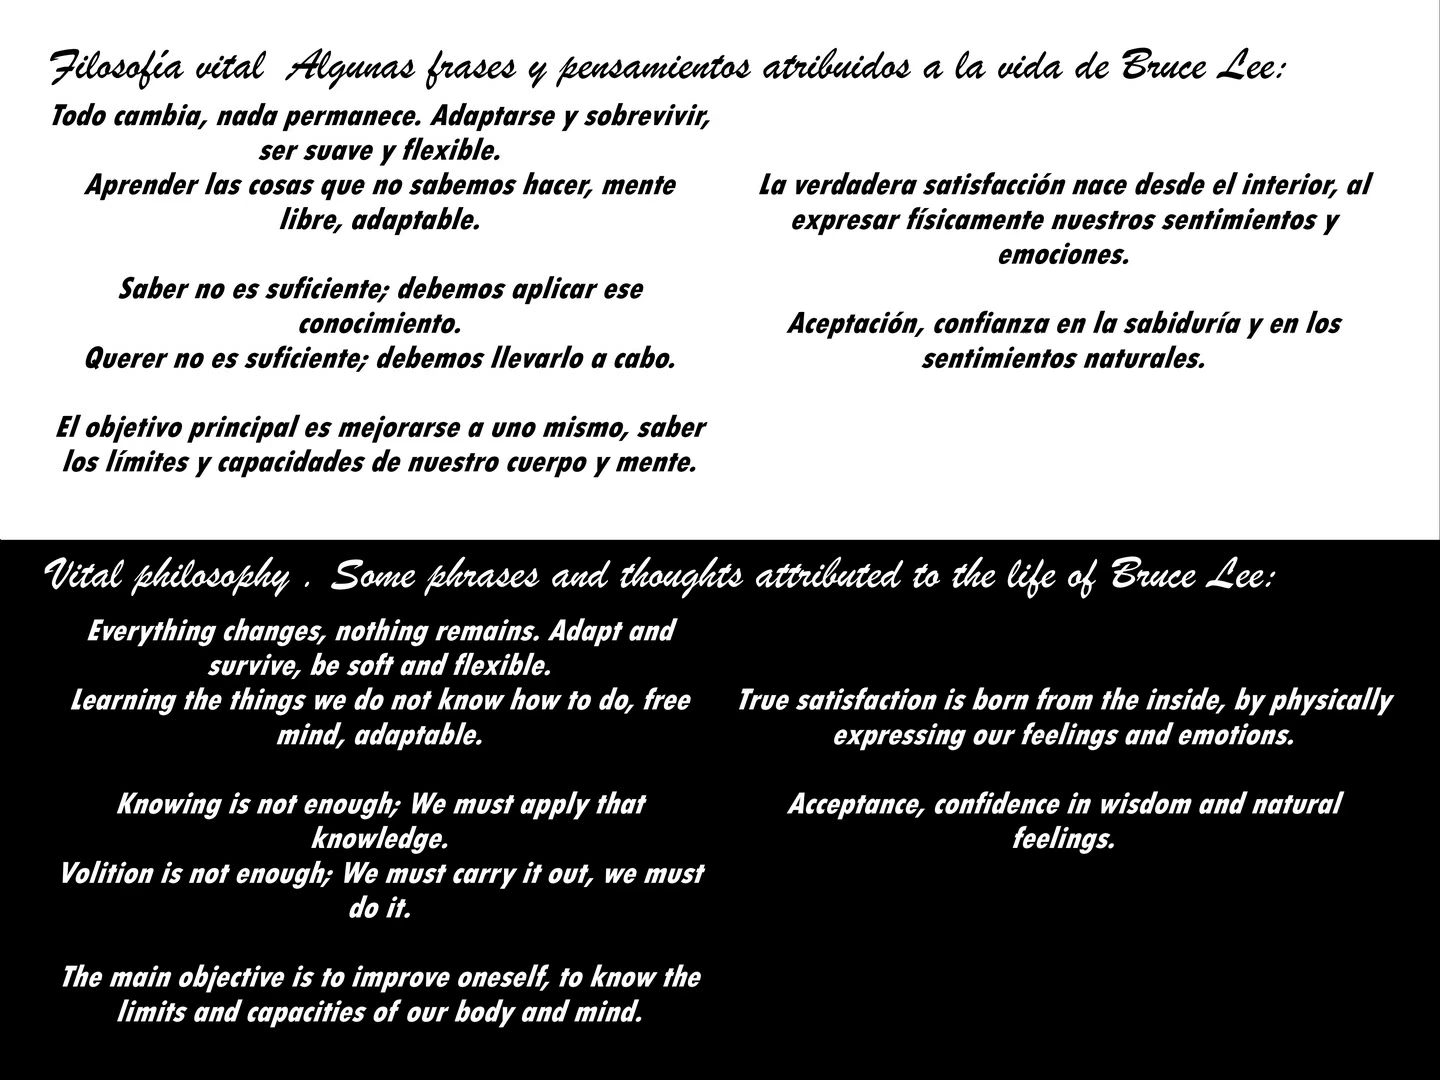 Filosofía vital  Algunas frases y pensamientos atribuidos a la vida de Bruce Lee:
Todo cambia, nada permanece. Adaptarse y sobrevivir,
ser suave y flexible.
Aprender las cosas que no sabemos hacer, mente
libre, adaptable.
Saber no es suficiente; debemos aplicar ese
conocimiento.
Querer no es suficiente; debemos llevarlo a cabo.
El objetivo principal es mejorarse a uno mismo, saber
los límites y capacidades de nuestro cuerpo y mente.
La verdadera satisfacción nace desde el interior, al
expresar físicamente nuestros sentimientos y
emociones.
Aceptación, confianza en la sabiduría y en los
sentimientos naturales.
Vital philosophy . Some phrases and thoughts attributed to the life of Bruce Lee:
Everything changes, nothing remains. Adapt and
survive, be soft and flexible.
Learning the things we do not know how to do, free
mind, adaptable.
Knowing is not enough; We must apply that
knowledge.
Volition is not enough; We must carry it out, we must
do it.
The main objective is to improve oneself, to know the
limits and capacities of our body and mind.
True satisfaction is born from the inside, by physically
expressing our feelings and emotions.
Acceptance, confidence in wisdom and natural
feelings.